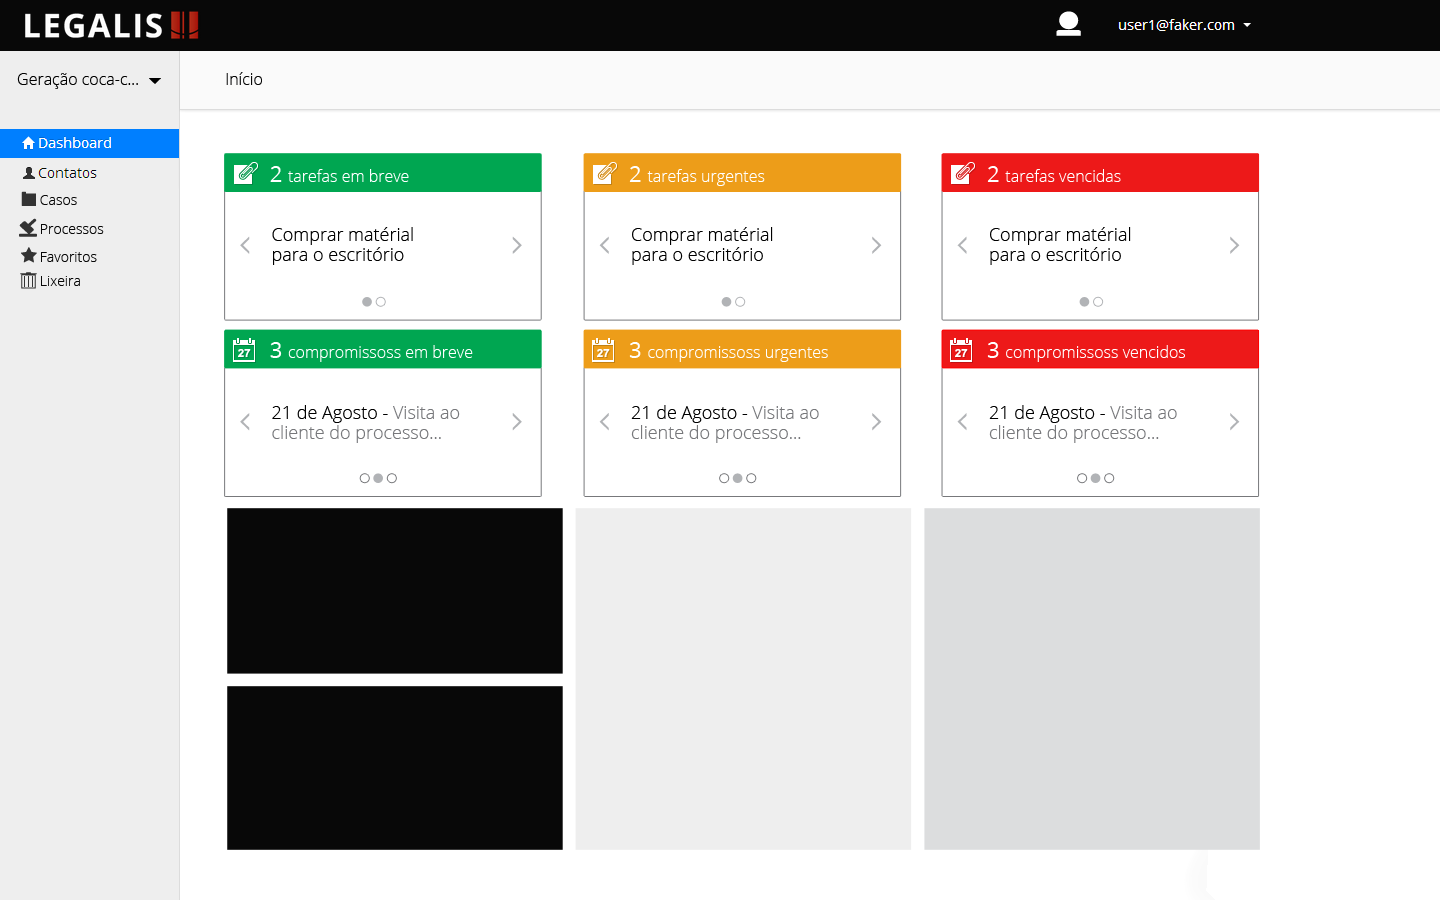 LEGALIS
user1@faker.com
Geração coca-c...
Início
Dashboard
Contatos
Casos
Processos
Favoritos
Lixeira
2 tarefas em breve
Comprar matérial
para o escritório
2 tarefas urgentes
Comprar matérial
para o escritório
2 tarefas vencidas
Comprar matérial
para o escritório
27
3 compromissoss em breve
21 de Agosto - Visita ao
cliente do processo...
27
3 compromissoss urgentes
21 de Agosto - Visita ao
cliente do processo...
27
3 compromissoss vencidos
21 de Agosto - Visita ao
cliente do processo...